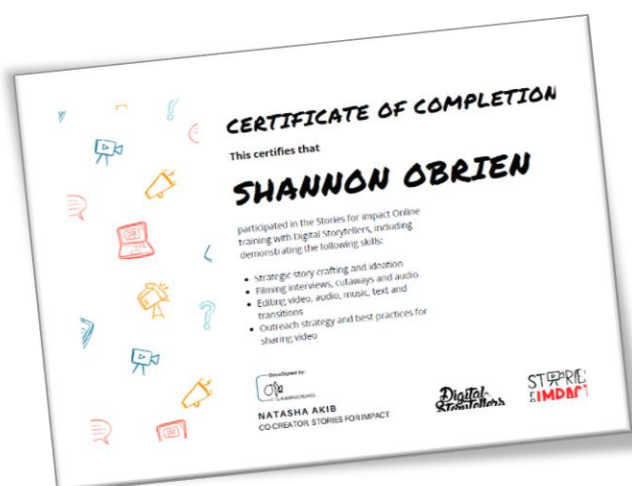 CERTIFICATE OF COMPLETION
This certifies that
SHANNON OBRIEN
participated in the Stories for impact Online
training with Digital Storytellers, including
demonstrating the following skills:
• Strategic story crafting and ideation
• Filming interviews, cutaways and audio
• Editing video, audio, music, text and
transitions
• Outreach strategy and best practices for
sharing video
DocuSigned by:
NATASHA AKIB
CO-CREATOR, STORIES FOR IMPACT
Digital
Storytellers
STORIES
IMPACT